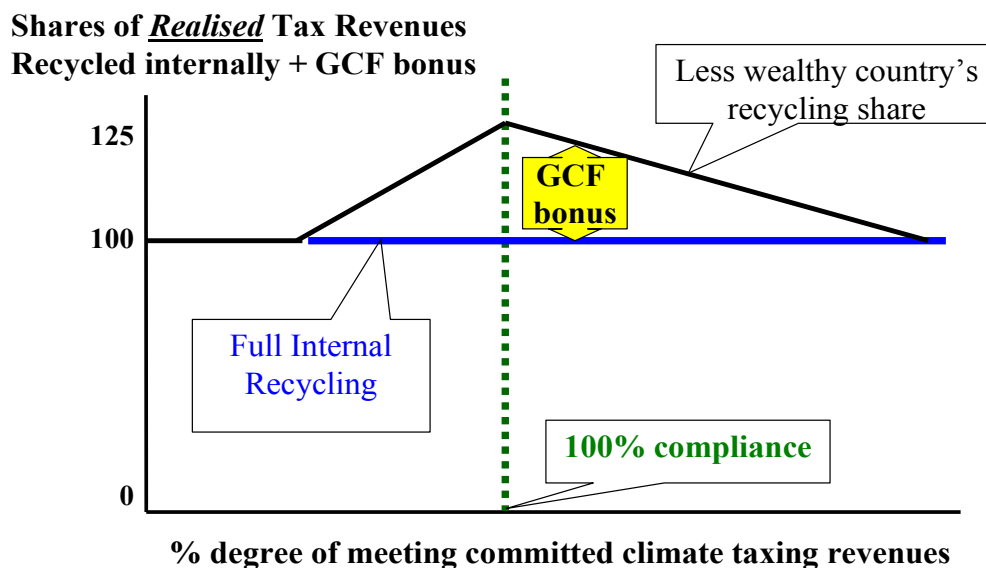 Shares of Realised Tax Revenues
Recycled internally + GCF bonus
Less wealthy country’s
recycling share
125
GCF
bonus
100
Full Internal
Recycling
100% compliance
0
% degree of meeting committed climate taxing revenues